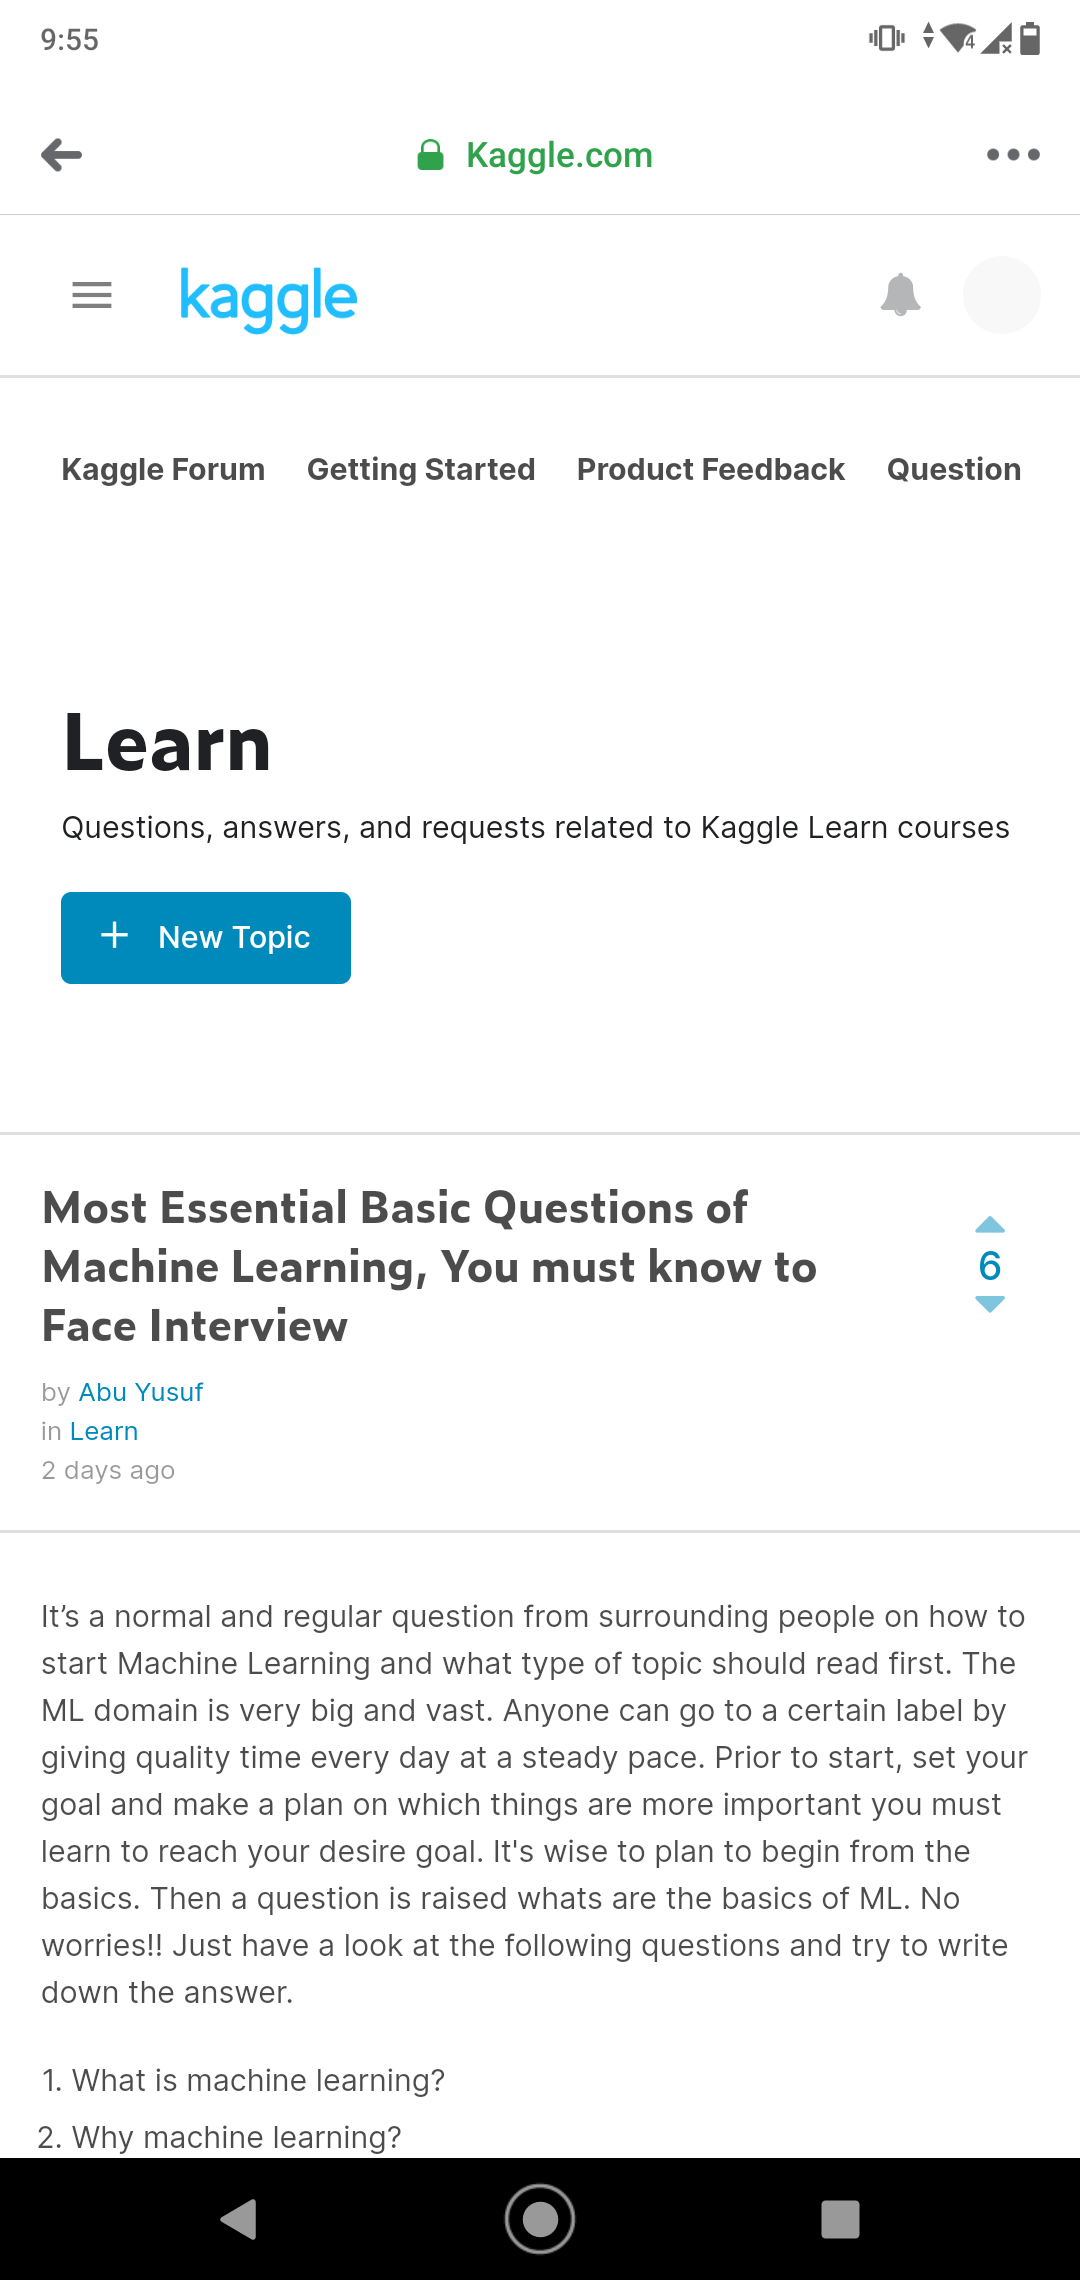 9:55
Kaggle.com
kaggle
Kaggle Forum Getting Started Product Feedback Question
Learn
Questions, answers, and requests related to Kaggle Learn courses
+ New Topic
Most Essential Basic Questions of
Machine Learning, You must know to
Face Interview
6
by Abu Yusuf
in Learn
2 days ago
It’s a normal and regular question from surrounding people on how to
start Machine Learning and what type of topic should read first. The
ML domain is very big and vast. Anyone can go to a certain label by
giving quality time every day at a steady pace. Prior to start, set your
goal and make a plan on which things are more important you must
learn to reach your desire goal. It's wise to plan to begin from the
basics. Then a question is raised whats are the basics of ML. No
worries!! Just have a look at the following questions and try to write
down the answer.
1. What is machine learning?
2. Why machine learning?